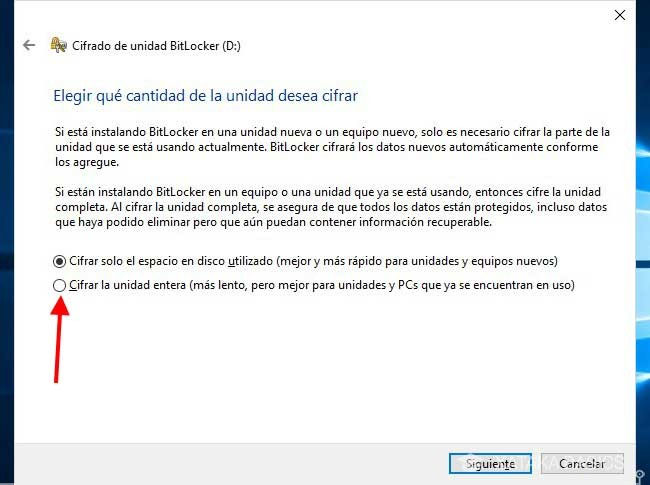 Cifrado de unidad BitLocker (D:)
Elegir qué cantidad de la unidad desea cifrar
Si está instalando BitLocker en una unidad nueva o un equipo nuevo, solo es necesario cifrar la parte de la
unidad que se está usando actualmente. BitLocker cifrará los datos nuevos automáticamente conforme
los agregue.
Si están instalando BitLocker en un equipo o una unidad que ya se está usando, entonces cifre la unidad
completa. Al cifrar la unidad completa, se asegura de que todos los datos están protegidos, incluso datos
que haya podido eliminar pero que aún puedan contener información recuperable.
Cifrar solo el espacio en disco utilizado (mejor y más rápido para unidades y equipos nuevos)
Cifrar la unidad entera (más lento, pero mejor para unidades y PCs que ya se encuentran en uso)
Siguiente Cancelar